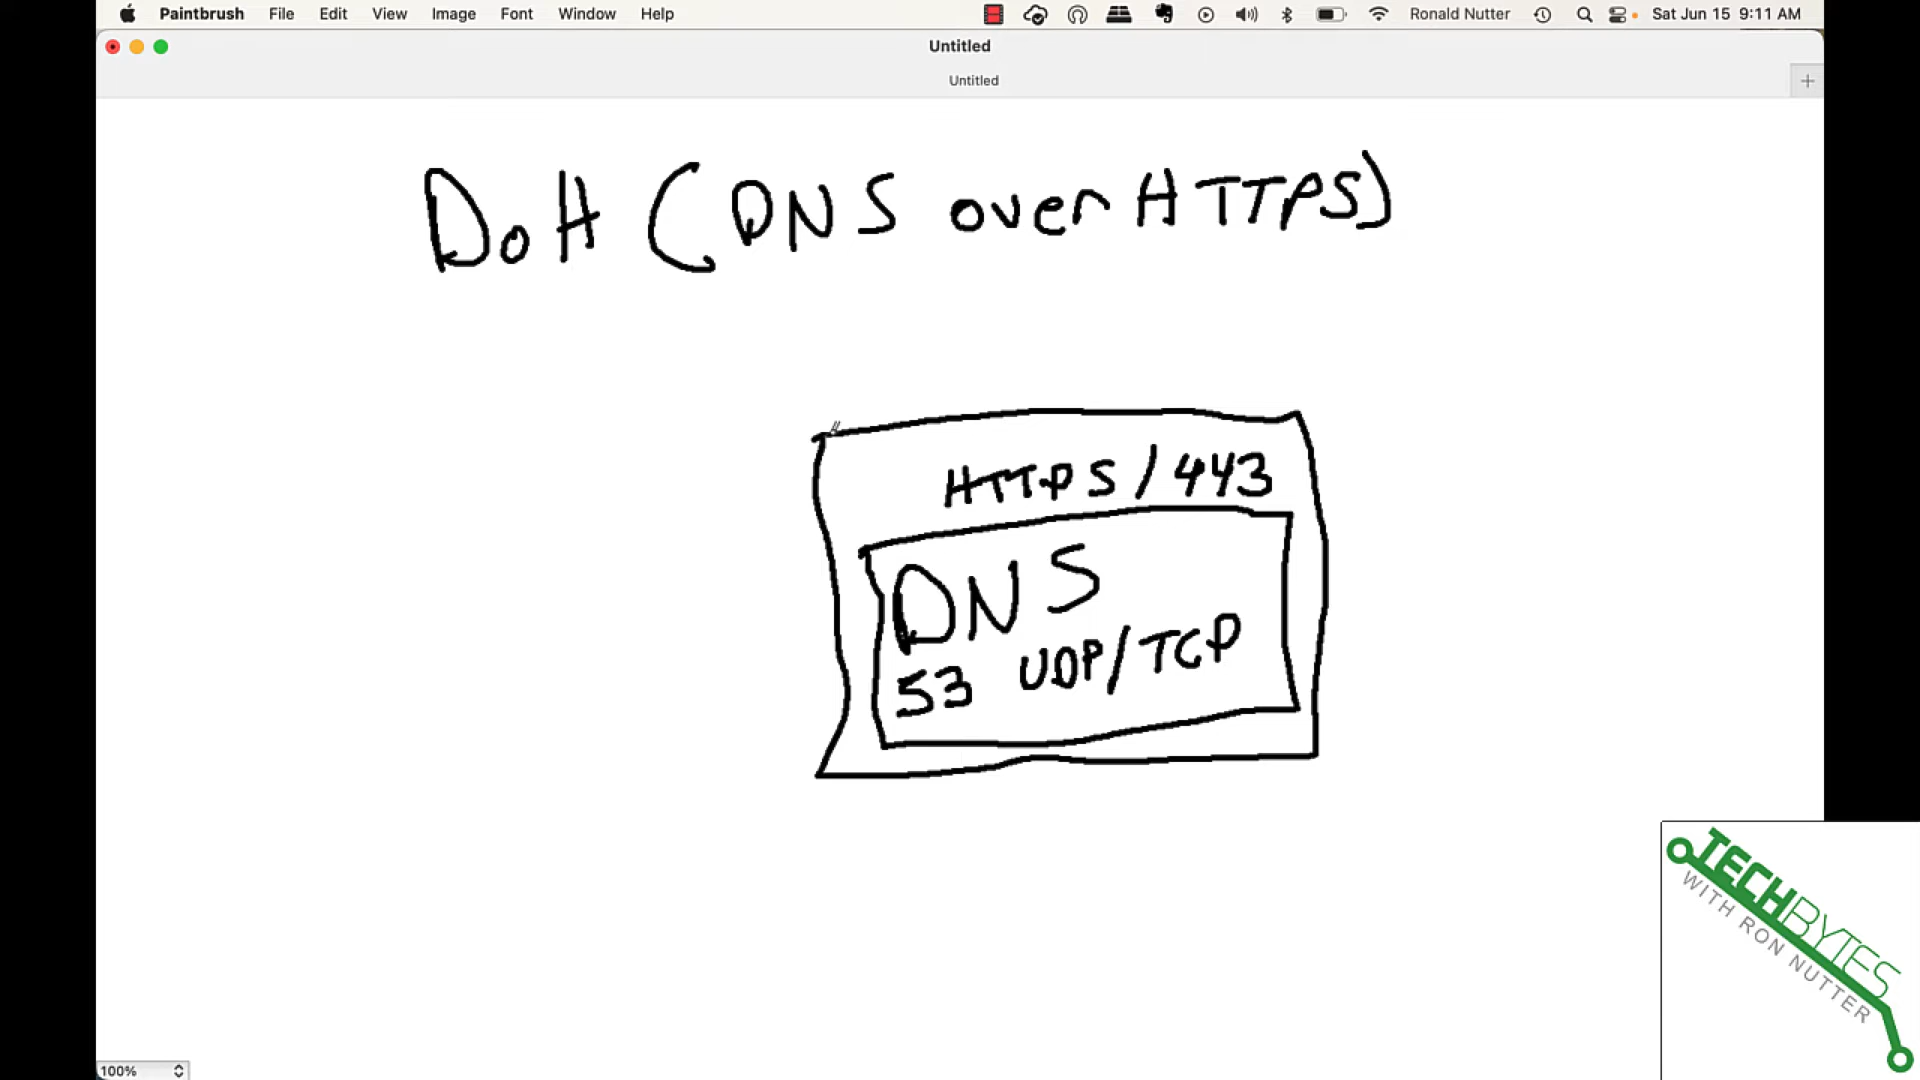 Paintbrush File Edit View Image Font Window Help Ronald Nutter Sat Jun 15 9:11 AM
Untitled
Untitled
DoH (DNS over HTTPS)
HTTPS/443
DNS
53 UDP/TCP
TECHBYTES
WITH RON NUTTER
100%